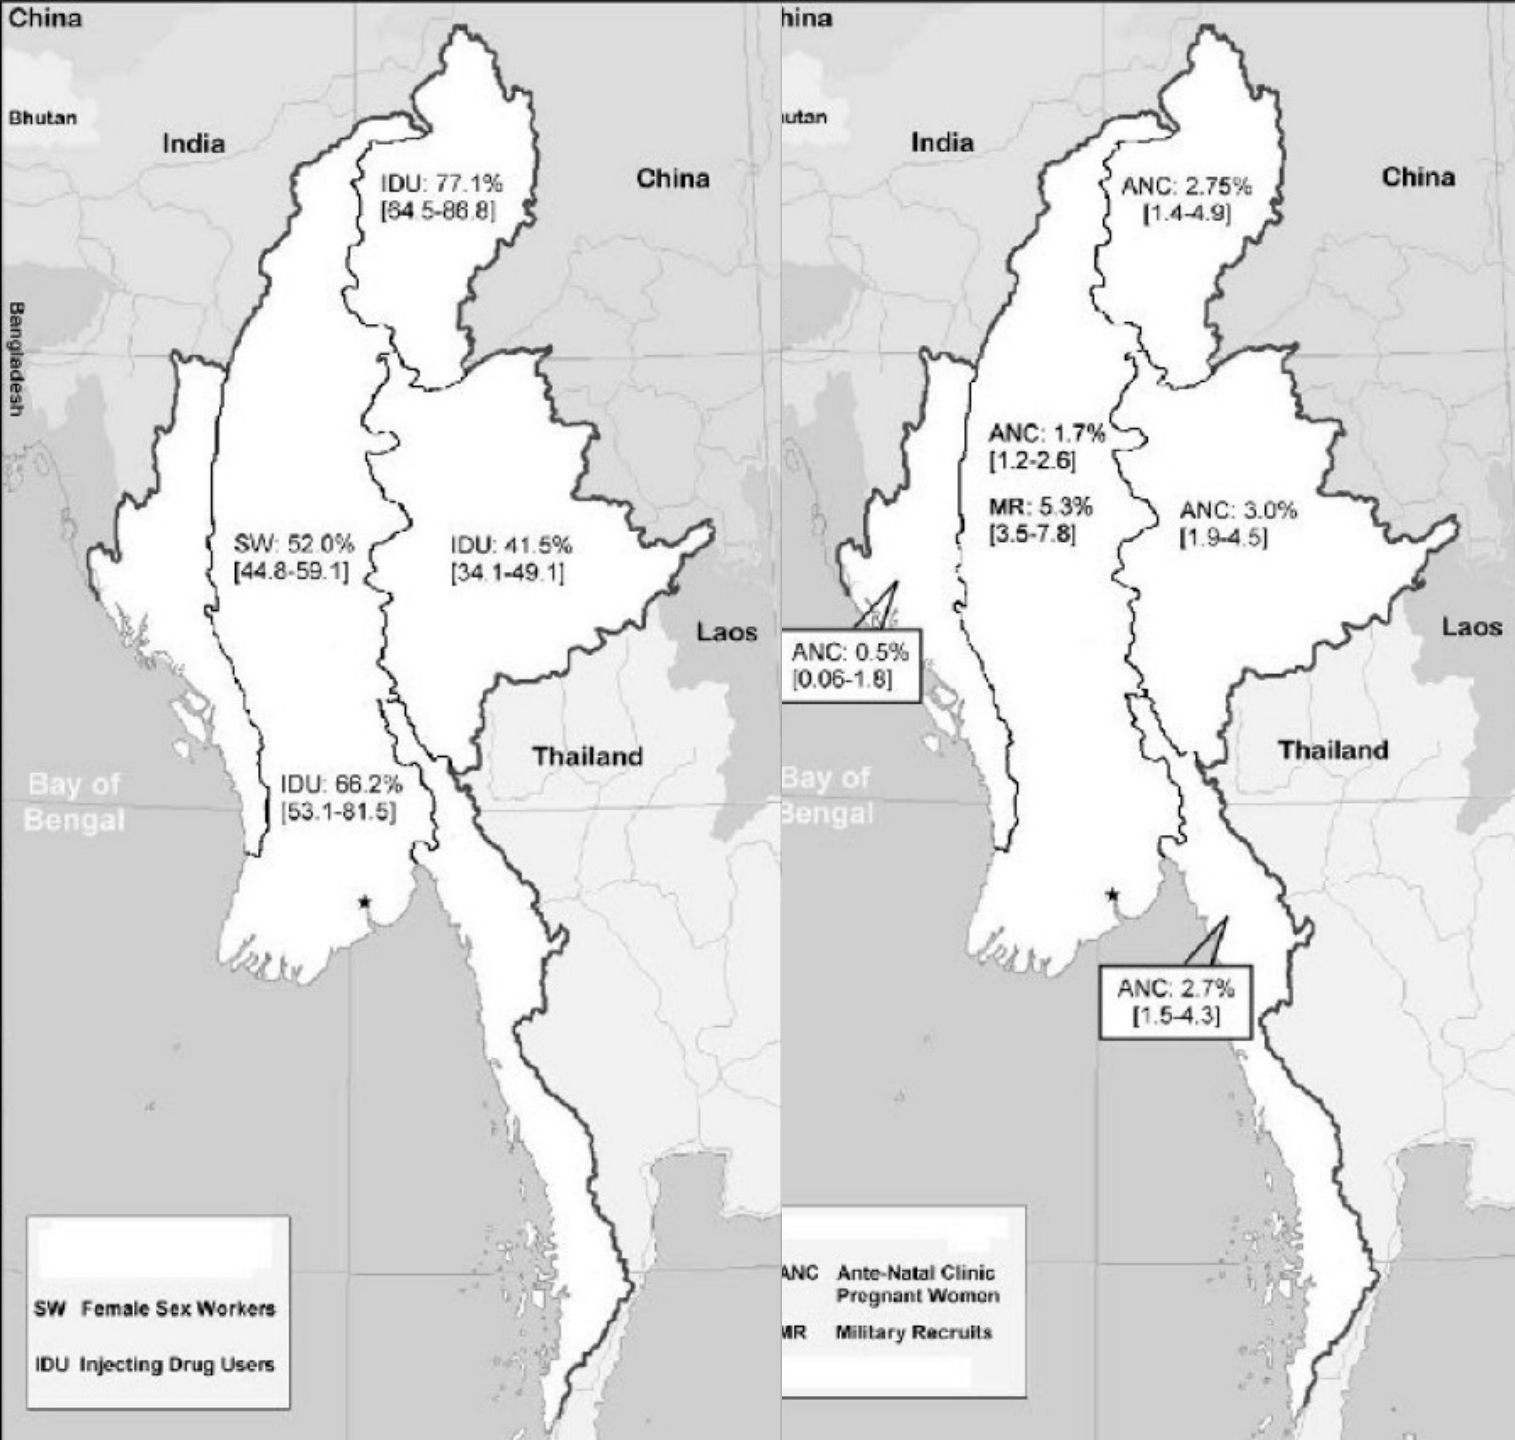 China
Bhutan
India
China
Bangladesh
IDU: 77.1%
[64.5-86.8]
SW: 52.0%
[44.8-59.1]
IDU: 41.5%
[34.1-49.1]
Laos
Thailand
Bay of
Bengal
IDU: 66.2%
[53.1-81.5]
SW Female Sex Workers
IDU Injecting Drug Users
hina
utan
India
China
ANC: 2.75%
[1.4-4.9]
ANC: 1.7%
[1.2-2.6]
MR: 5.3%
[3.5-7.8]
ANC: 3.0%
[1.9-4.5]
ANC: 0.5%
[0.06-1.8]
Laos
Thailand
Bay of
Bengal
ANC: 2.7%
[1.5-4.3]
ANC Ante-Natal Clinic
Pregnant Women
MR Military Recruits